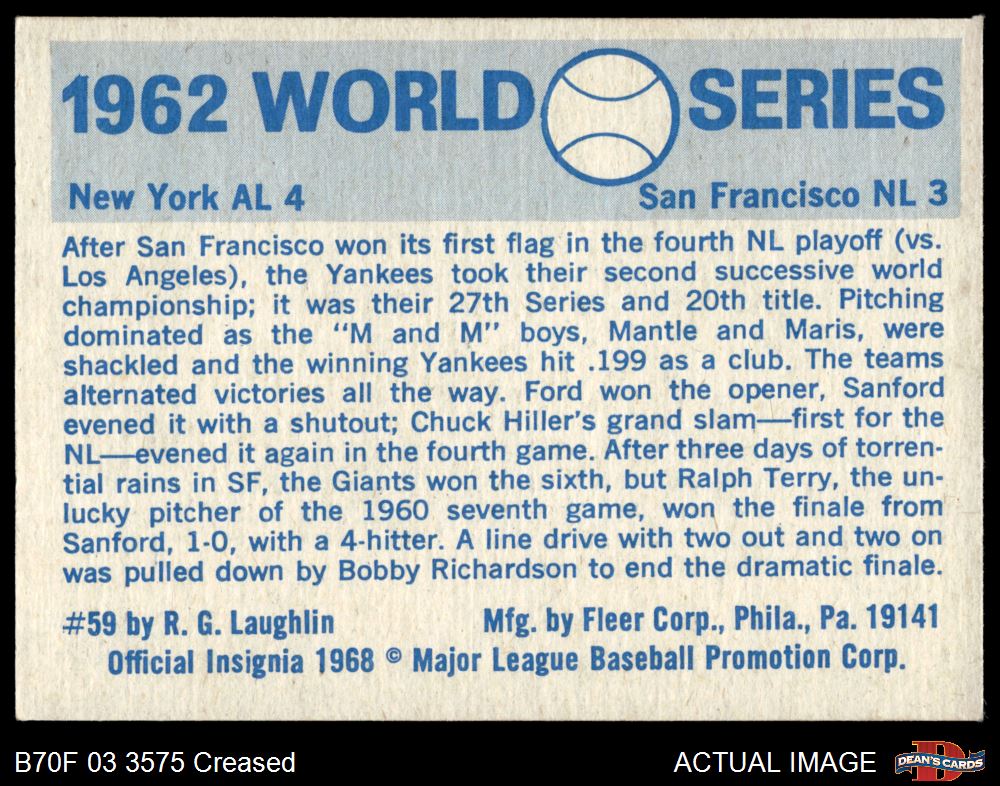 1962 WORLD SERIES
New York AL 4 San Francisco NL 3
After San Francisco won its first flag in the fourth NL playoff (vs.
Los Angeles), the Yankees took their second successive world
championship; it was their 27th Series and 20th title. Pitching
dominated as the “M and M” boys, Mantle and Maris, were
shackled and the winning Yankees hit .199 as a club. The teams
alternated victories all the way. Ford won the opener, Sanford
evened it with a shutout; Chuck Hiller's grand slam—first for the
NL—evened it again in the fourth game. After three days of torren-
tial rains in SF, the Giants won the sixth, but Ralph Terry, the un-
lucky pitcher of the 1960 seventh game, won the finale from
Sanford, 1-0, with a 4-hitter. A line drive with two out and two on
was pulled down by Bobby Richardson to end the dramatic finale.
#59 by R. G. Laughlin Mfg. by Fleer Corp., Phila., Pa. 19141
Official Insignia 1968 © Major League Baseball Promotion Corp.
B70F 03 3575 Creased ACTUAL IMAGE D DEAN'S CARDS